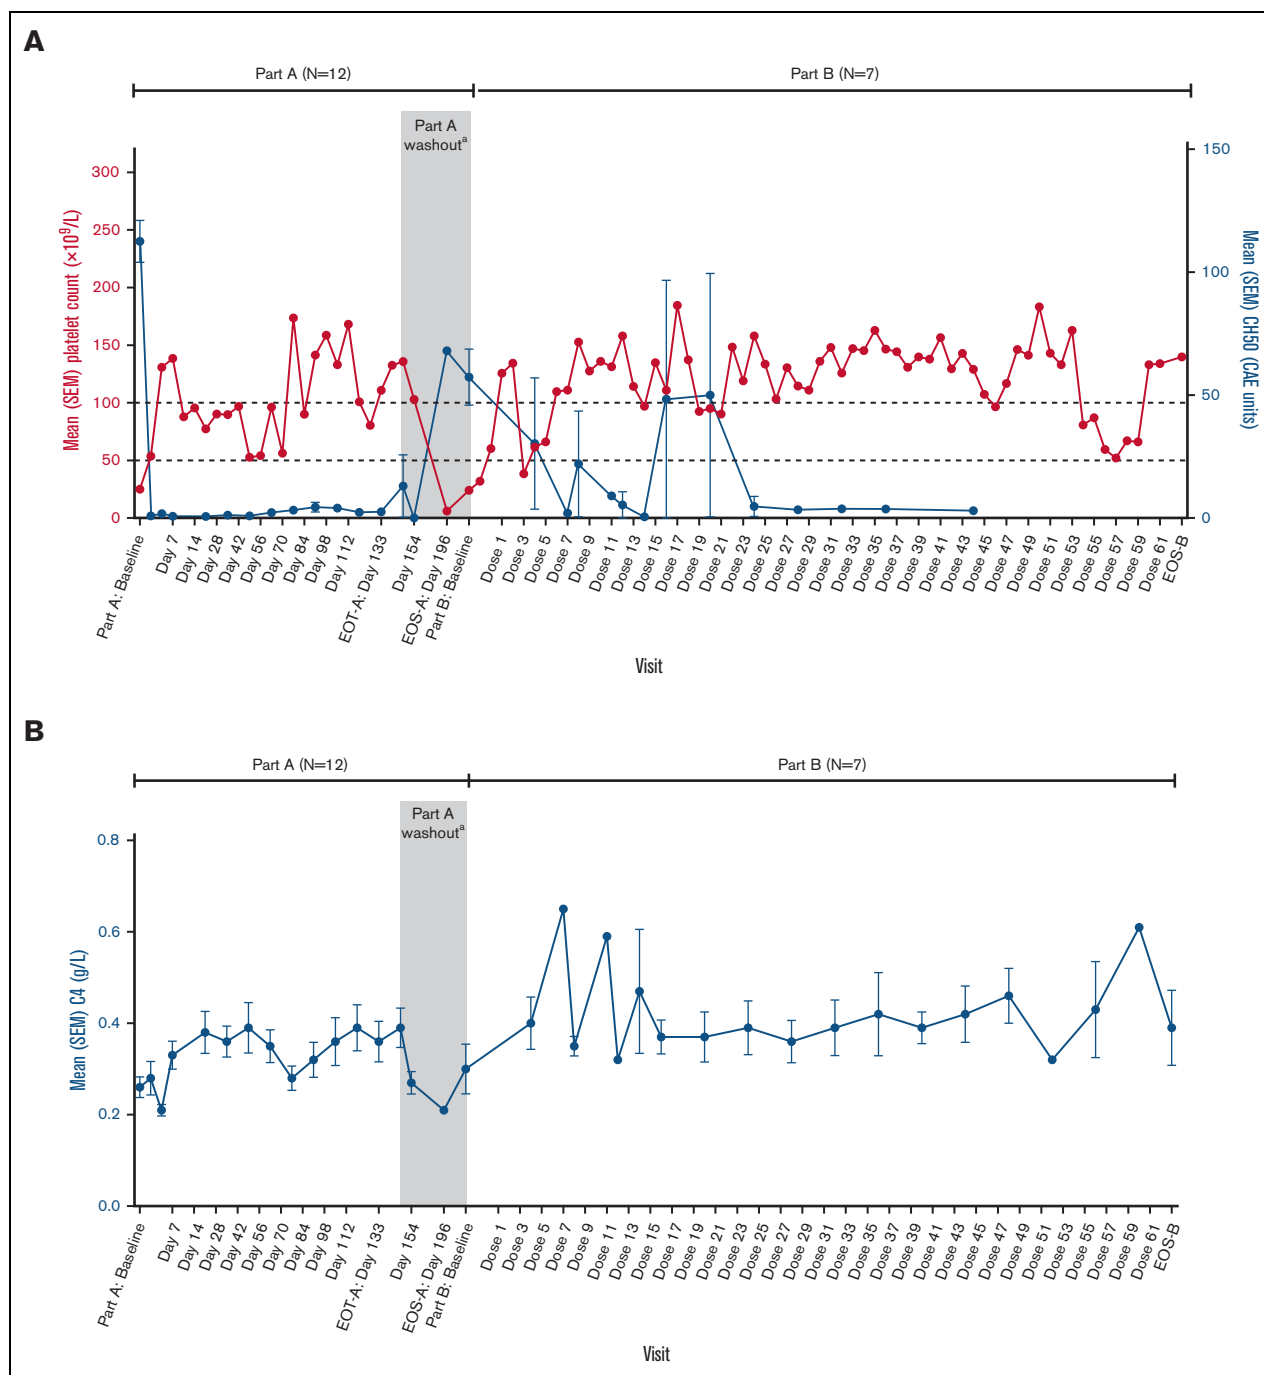 A
Part A (N=12)
Part B (N=7)
Part A
washoutᵃ
Mean (SEM) platelet count (×10⁹/L)
300
250
200
150
100
50
0
150
100
50
0
Mean (SEM) CH50 (CAE units)
Part A: Baseline
Day 7
Day 14
Day 28
Day 42
Day 56
Day 70
Day 84
Day 98
Day 112
EOT-A: Day 133
Day 154
EOS-A: Day 196
Part B: Baseline
Dose 1
Dose 3
Dose 5
Dose 7
Dose 9
Dose 11
Dose 13
Dose 15
Dose 17
Dose 19
Dose 21
Dose 23
Dose 25
Dose 27
Dose 29
Dose 31
Dose 33
Dose 35
Dose 37
Dose 39
Dose 41
Dose 43
Dose 45
Dose 47
Dose 49
Dose 51
Dose 53
Dose 55
Dose 57
Dose 59
Dose 61
EOS-B
Visit
B
Part A (N=12)
Part B (N=7)
Part A
washoutᵃ
Mean (SEM) C4 (g/L)
0.8
0.6
0.4
0.2
0.0
Part A: Baseline
Day 7
Day 14
Day 28
Day 42
Day 56
Day 70
Day 84
Day 98
Day 112
EOT-A: Day 133
Day 154
EOS-A: Day 196
Part B: Baseline
Dose 1
Dose 3
Dose 5
Dose 7
Dose 9
Dose 11
Dose 13
Dose 15
Dose 17
Dose 19
Dose 21
Dose 23
Dose 25
Dose 27
Dose 29
Dose 31
Dose 33
Dose 35
Dose 37
Dose 39
Dose 41
Dose 43
Dose 45
Dose 47
Dose 49
Dose 51
Dose 53
Dose 55
Dose 57
Dose 59
Dose 61
EOS-B
Visit